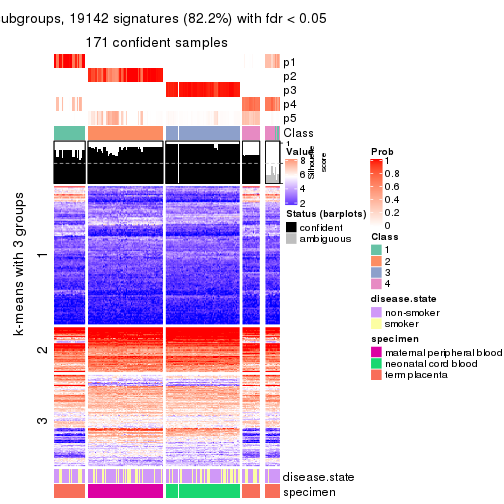 ubgroups, 19142 signatures (82.2%) with fdr < 0.05
171 confident samples
p1
p2
p3
p4
p5
Class
1
Silhouette
score
k-means with 3 groups
1
2
3
disease.state
specimen
Value
8
6
4
2
Status (barplots)
confident
ambiguous
Prob
1
0.8
0.6
0.4
0.2
0
Class
1
2
3
4
disease.state
non-smoker
smoker
specimen
maternal peripheral blood
neonatal cord blood
term placenta